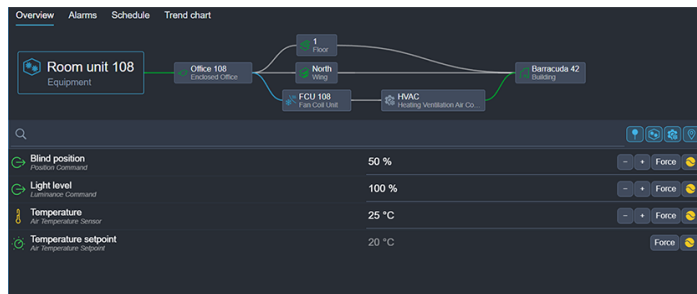 Overview Alarms Schedule Trend chart
1
Floor
Room unit 108
Equipment
Office 108
Enclosed Office
North
Wing
Barracuda 42
Building
FCU 108
Fan Coil Unit
HVAC
Heating Ventilation Air Co...
Blind position
Position Command
50 %
- + Force
Light level
Luminance Command
100 %
- + Force
Temperature
Air Temperature Sensor
25 °C
- + Force
Temperature setpoint
Air Temperature Setpoint
20 °C
Force